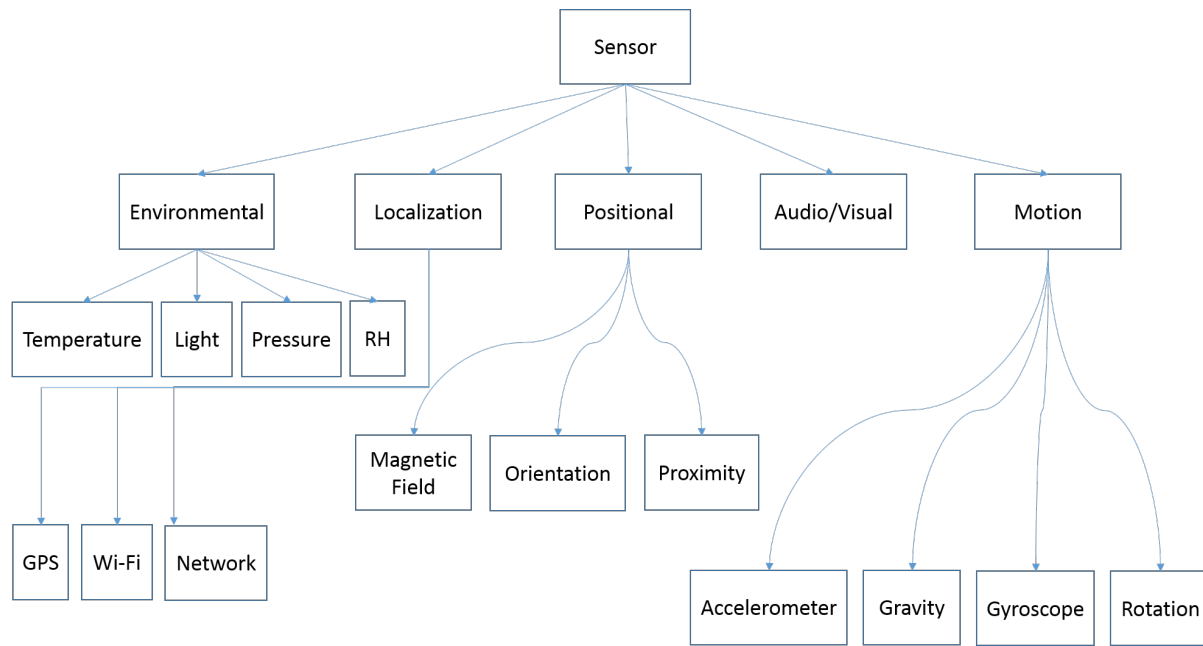 Sensor
Environmental
Localization
Positional
Audio/Visual
Motion
Temperature
Light
Pressure
RH
Magnetic
Field
Orientation
Proximity
GPS
Wi-Fi
Network
Accelerometer
Gravity
Gyroscope
Rotation